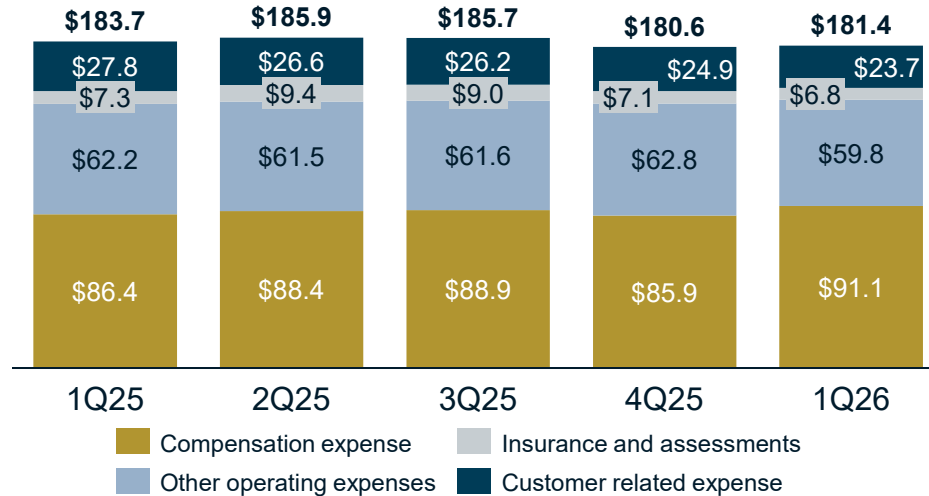 $183.7 $185.9 $185.7 $180.6 $181.4
$27.8 $26.6 $26.2 $24.9 $23.7
$7.3 $9.4 $9.0 $7.1 $6.8
$62.2 $61.5 $61.6 $62.8 $59.8
$86.4 $88.4 $88.9 $85.9 $91.1
1Q25 2Q25 3Q25 4Q25 1Q26
Compensation expense Insurance and assessments
Other operating expenses Customer related expense